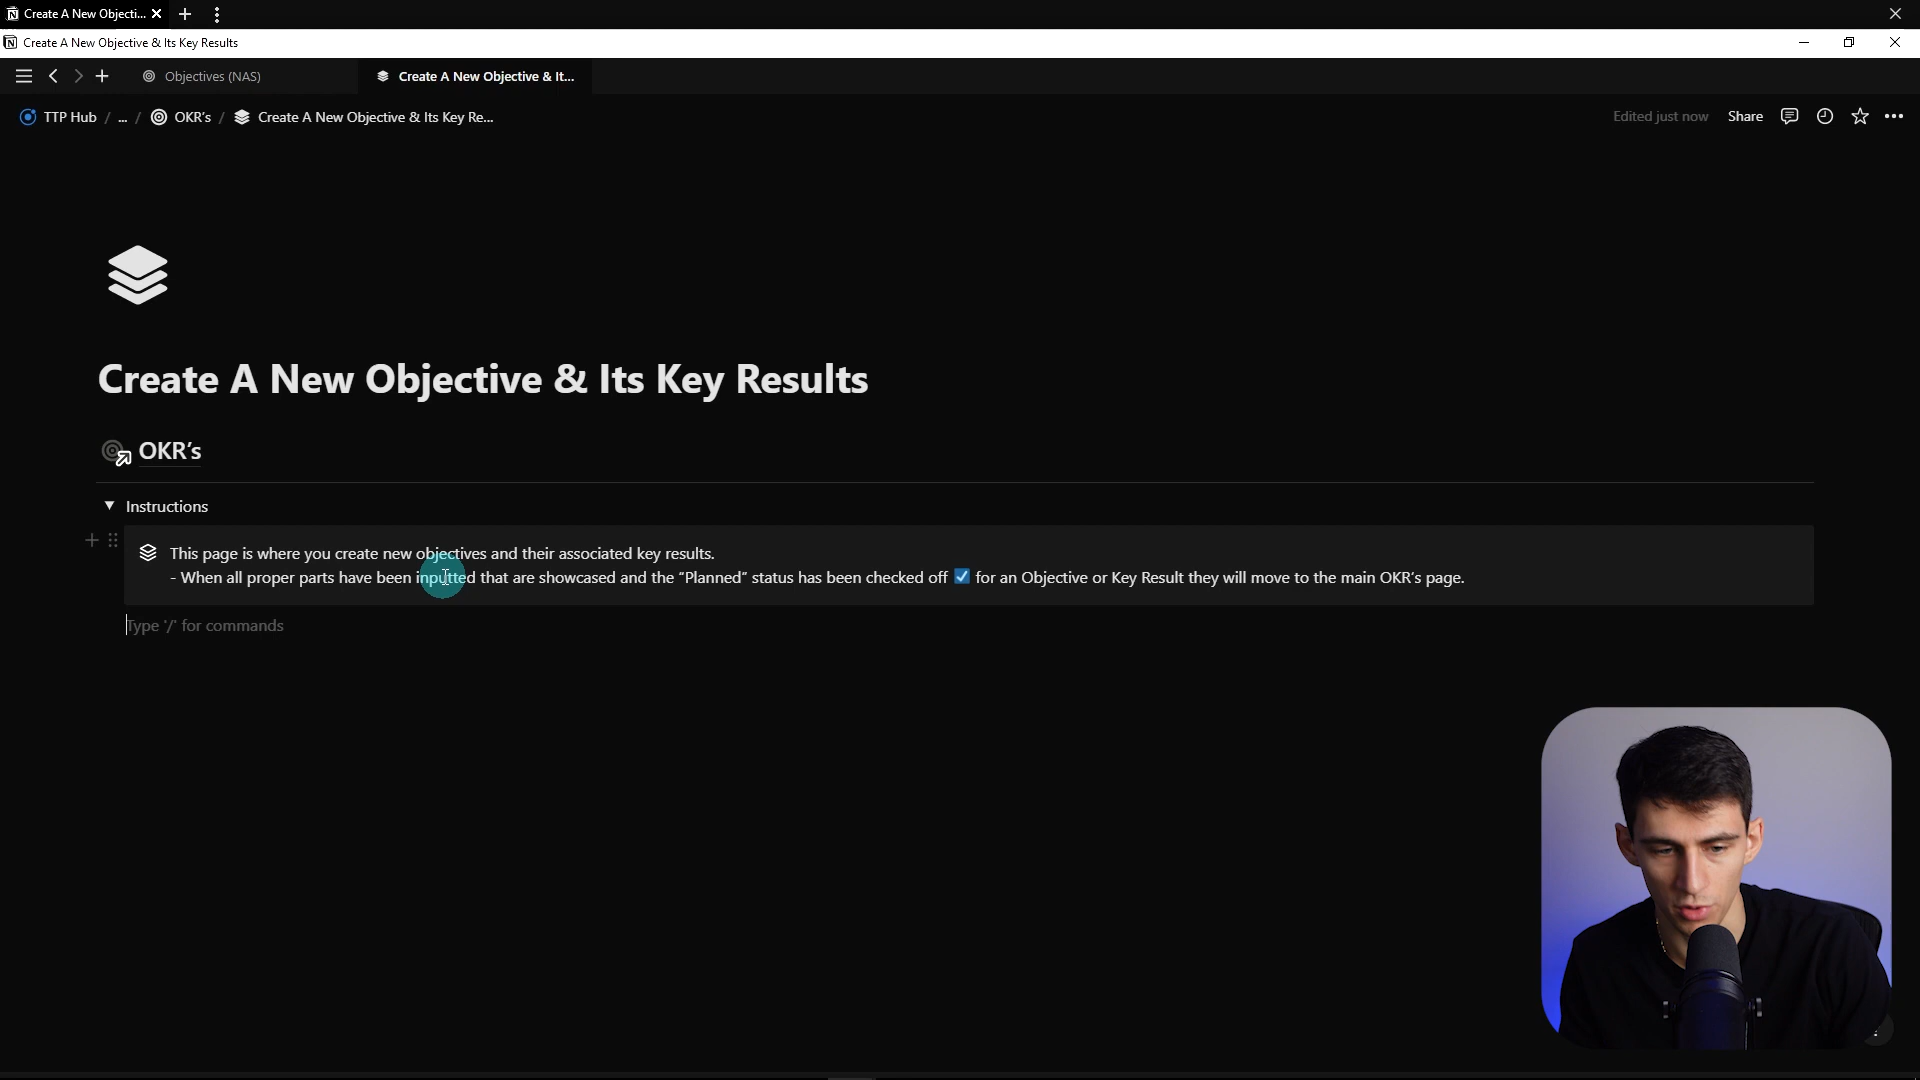 Create A New Objecti...
Create A New Objective & Its Key Results
Objectives (NAS)
Create A New Objective & It...
TTP Hub / ... / OKR's / Create A New Objective & Its Key Re...
Edited just now
Share
Create A New Objective & Its Key Results
OKR's
Instructions
This page is where you create new objectives and their associated key results.
- When all proper parts have been inputted that are showcased and the “Planned” status has been checked off ☑ for an Objective or Key Result they will move to the main OKR's page.
Type '/' for commands